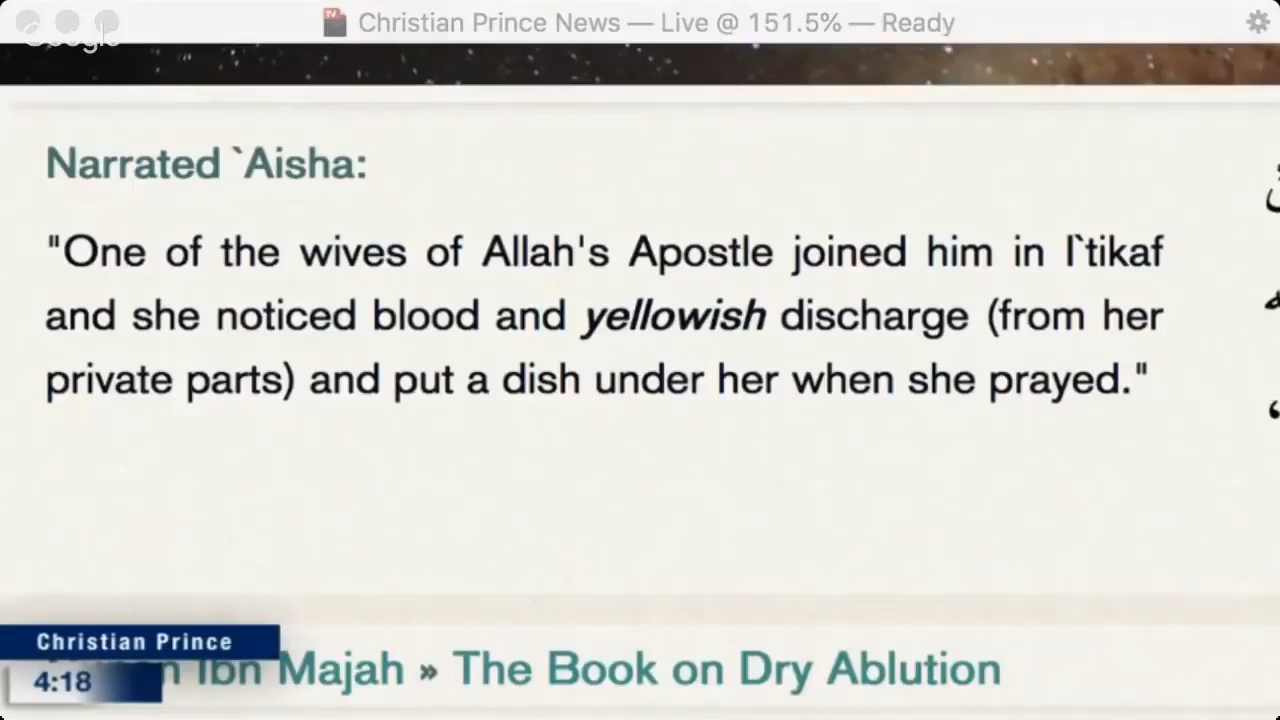 Christian Prince News — Live @ 151.5% — Ready
Google
Narrated `Aisha:
"One of the wives of Allah's Apostle joined him in I`tikaf
and she noticed blood and yellowish discharge (from her
private parts) and put a dish under her when she prayed."
Christian Prince
Ibn Majah » The Book on Dry Ablution
4:18